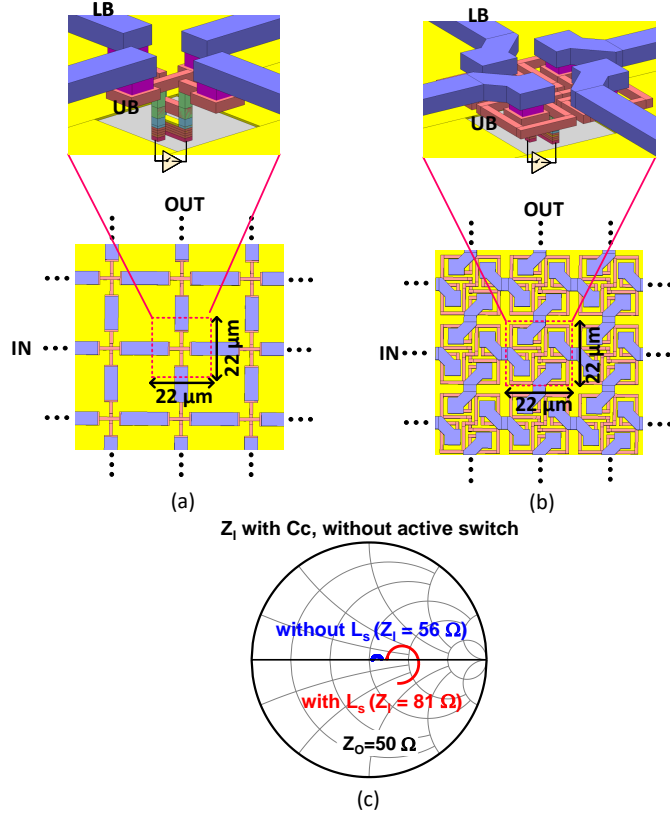 LB
UB
OUT
IN
22 µm
22 µm
(a)
LB
UB
OUT
IN
22 µm
22 µm
(b)
Z_I with Cc, without active switch
without L_s (Z_I = 56 Ω)
with L_s (Z_I = 81 Ω)
Z_O=50 Ω
(c)